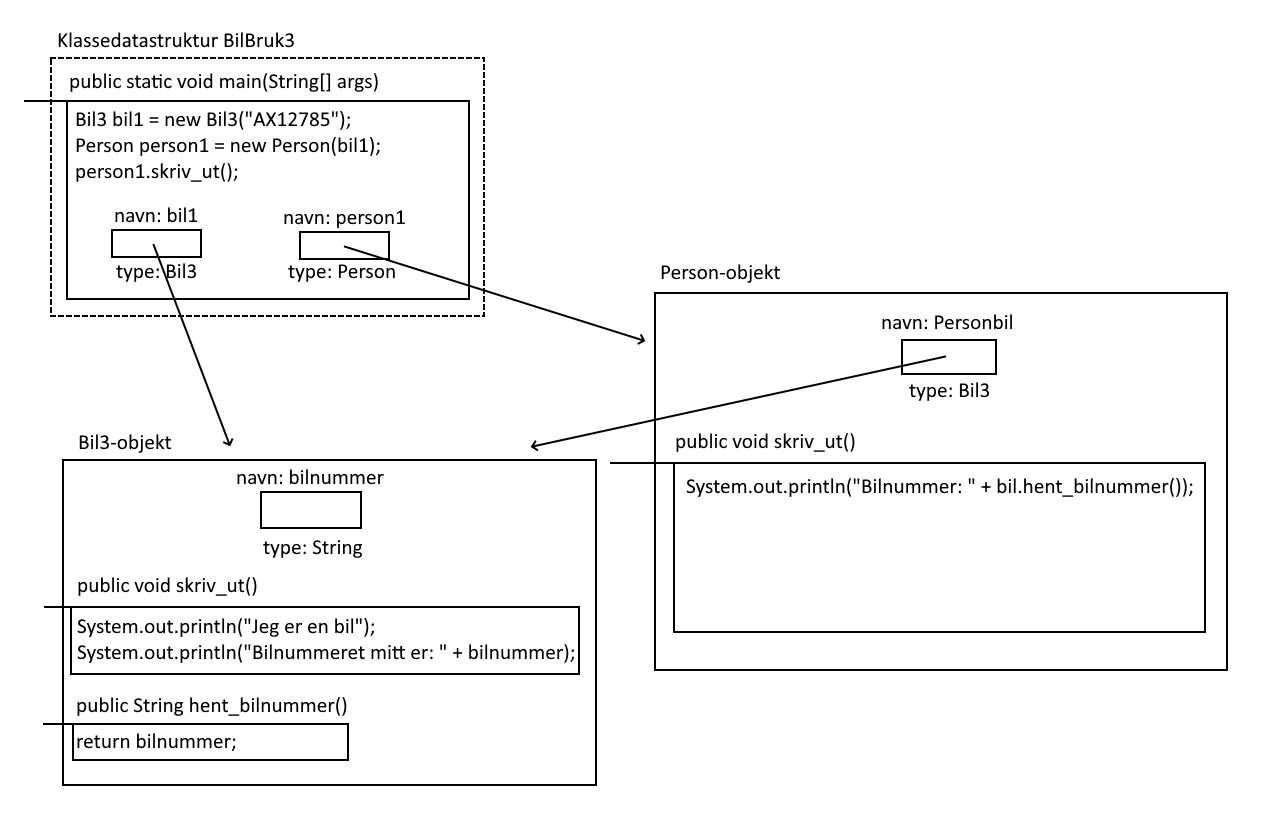 Klassedatastruktur BilBruk3
public static void main(String[] args)
Bil3 bil1 = new Bil3("AX12785");
Person person1 = new Person(bil1);
person1.skriv_ut();
navn: bil1
type: Bil3
navn: person1
type: Person
Person-objekt
navn: Personbil
type: Bil3
public void skriv_ut()
System.out.println("Bilnummer: " + bil.hent_bilnummer());
Bil3-objekt
navn: bilnummer
type: String
public void skriv_ut()
System.out.println("Jeg er en bil");
System.out.println("Bilnummeret mitt er: " + bilnummer);
public String hent_bilnummer()
return bilnummer;